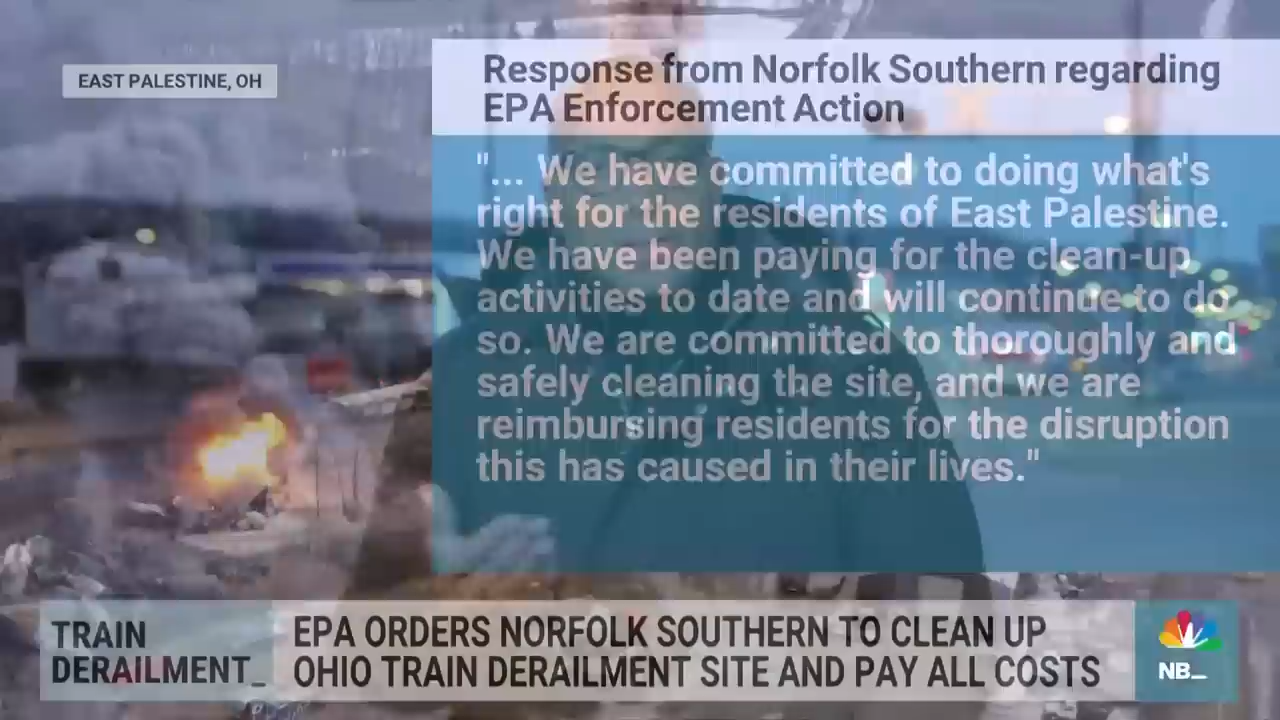 EAST PALESTINE, OH
Response from Norfolk Southern regarding
EPA Enforcement Action
"... We have committed to doing what's
right for the residents of East Palestine.
We have been paying for the clean-up
activities to date and will continue to do
so. We are committed to thoroughly and
safely cleaning the site, and we are
reimbursing residents for the disruption
this has caused in their lives."
TRAIN
DERAILMENT_
EPA ORDERS NORFOLK SOUTHERN TO CLEAN UP
OHIO TRAIN DERAILMENT SITE AND PAY ALL COSTS
NB_